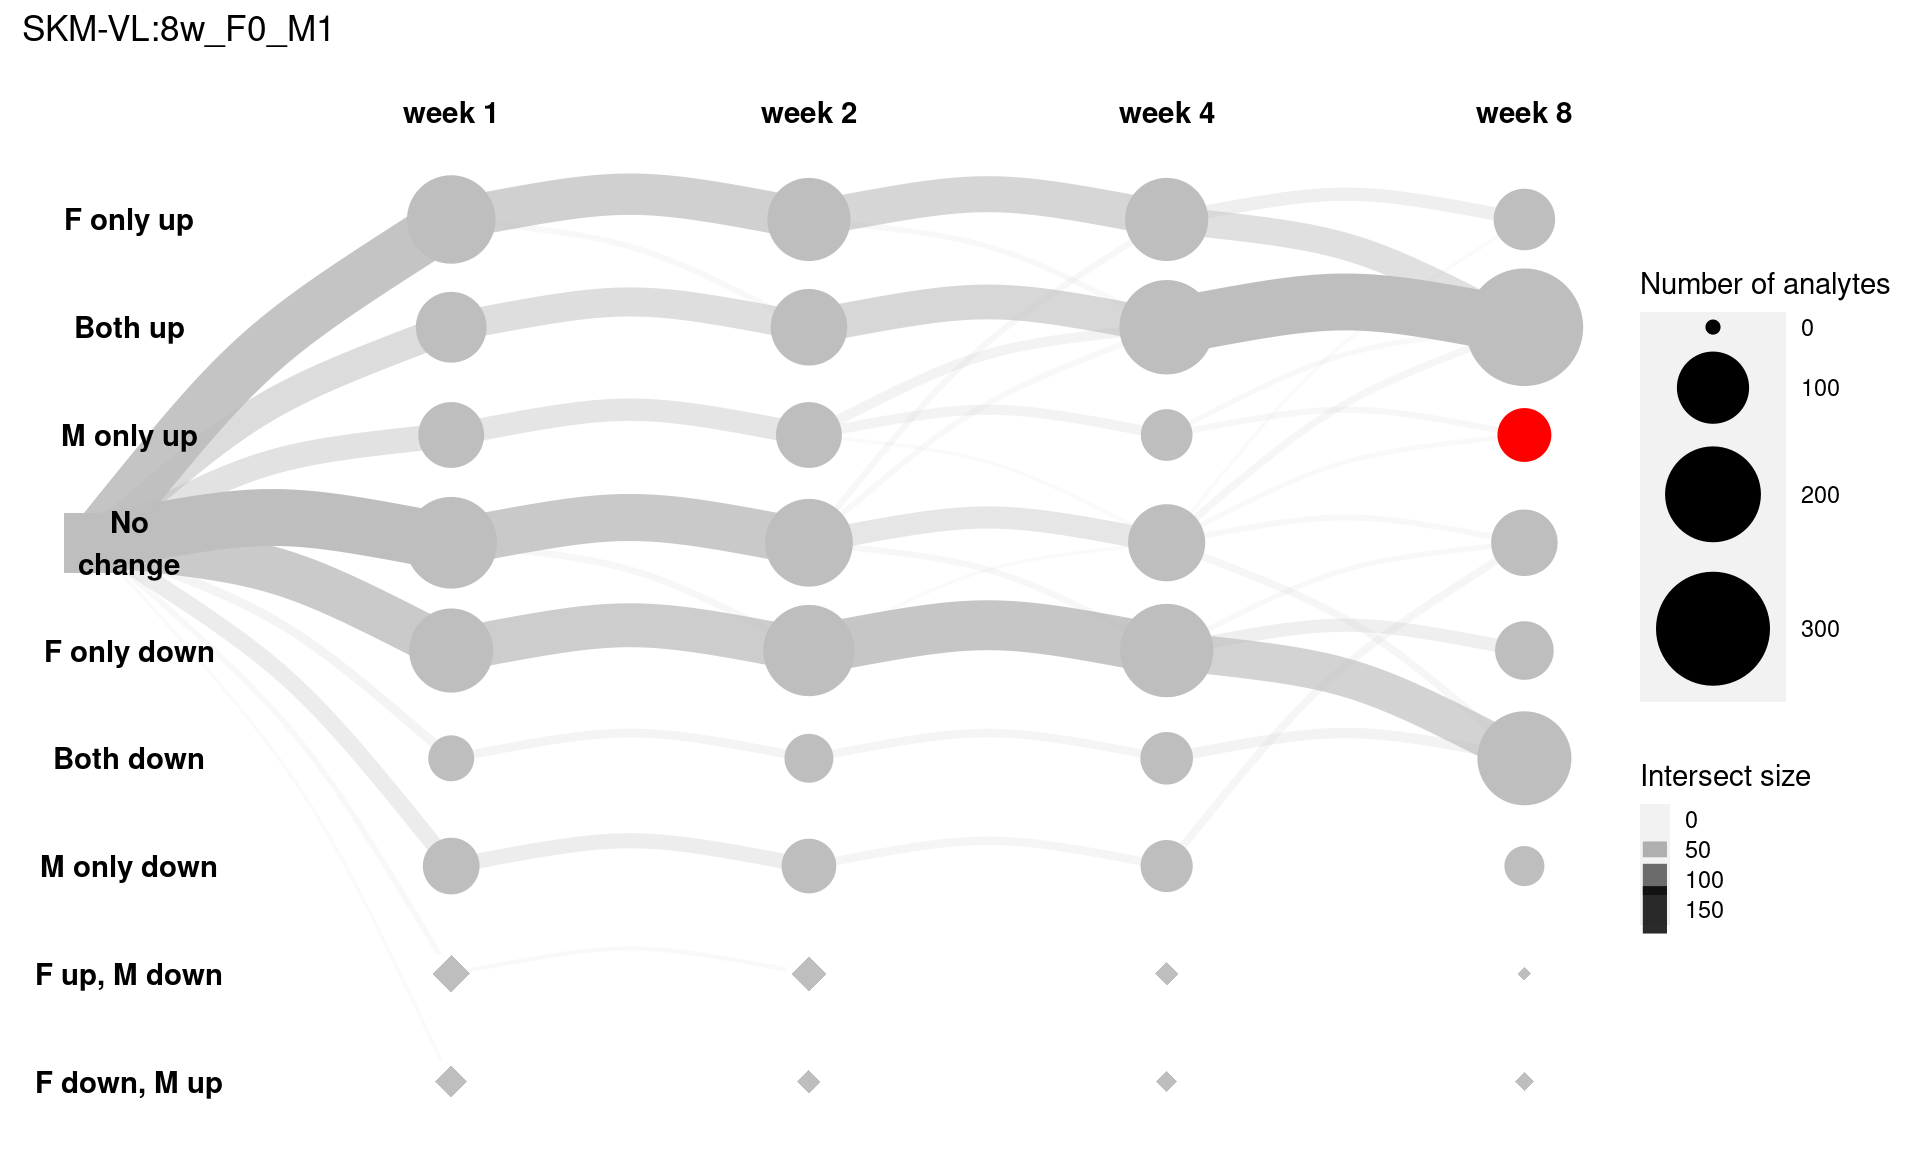 SKM-VL:8w_F0_M1
week 1
week 2
week 4
week 8
F only up
Both up
M only up
No
change
F only down
Both down
M only down
F up, M down
F down, M up
Number of analytes
0
100
200
300
Intersect size
0
50
100
150